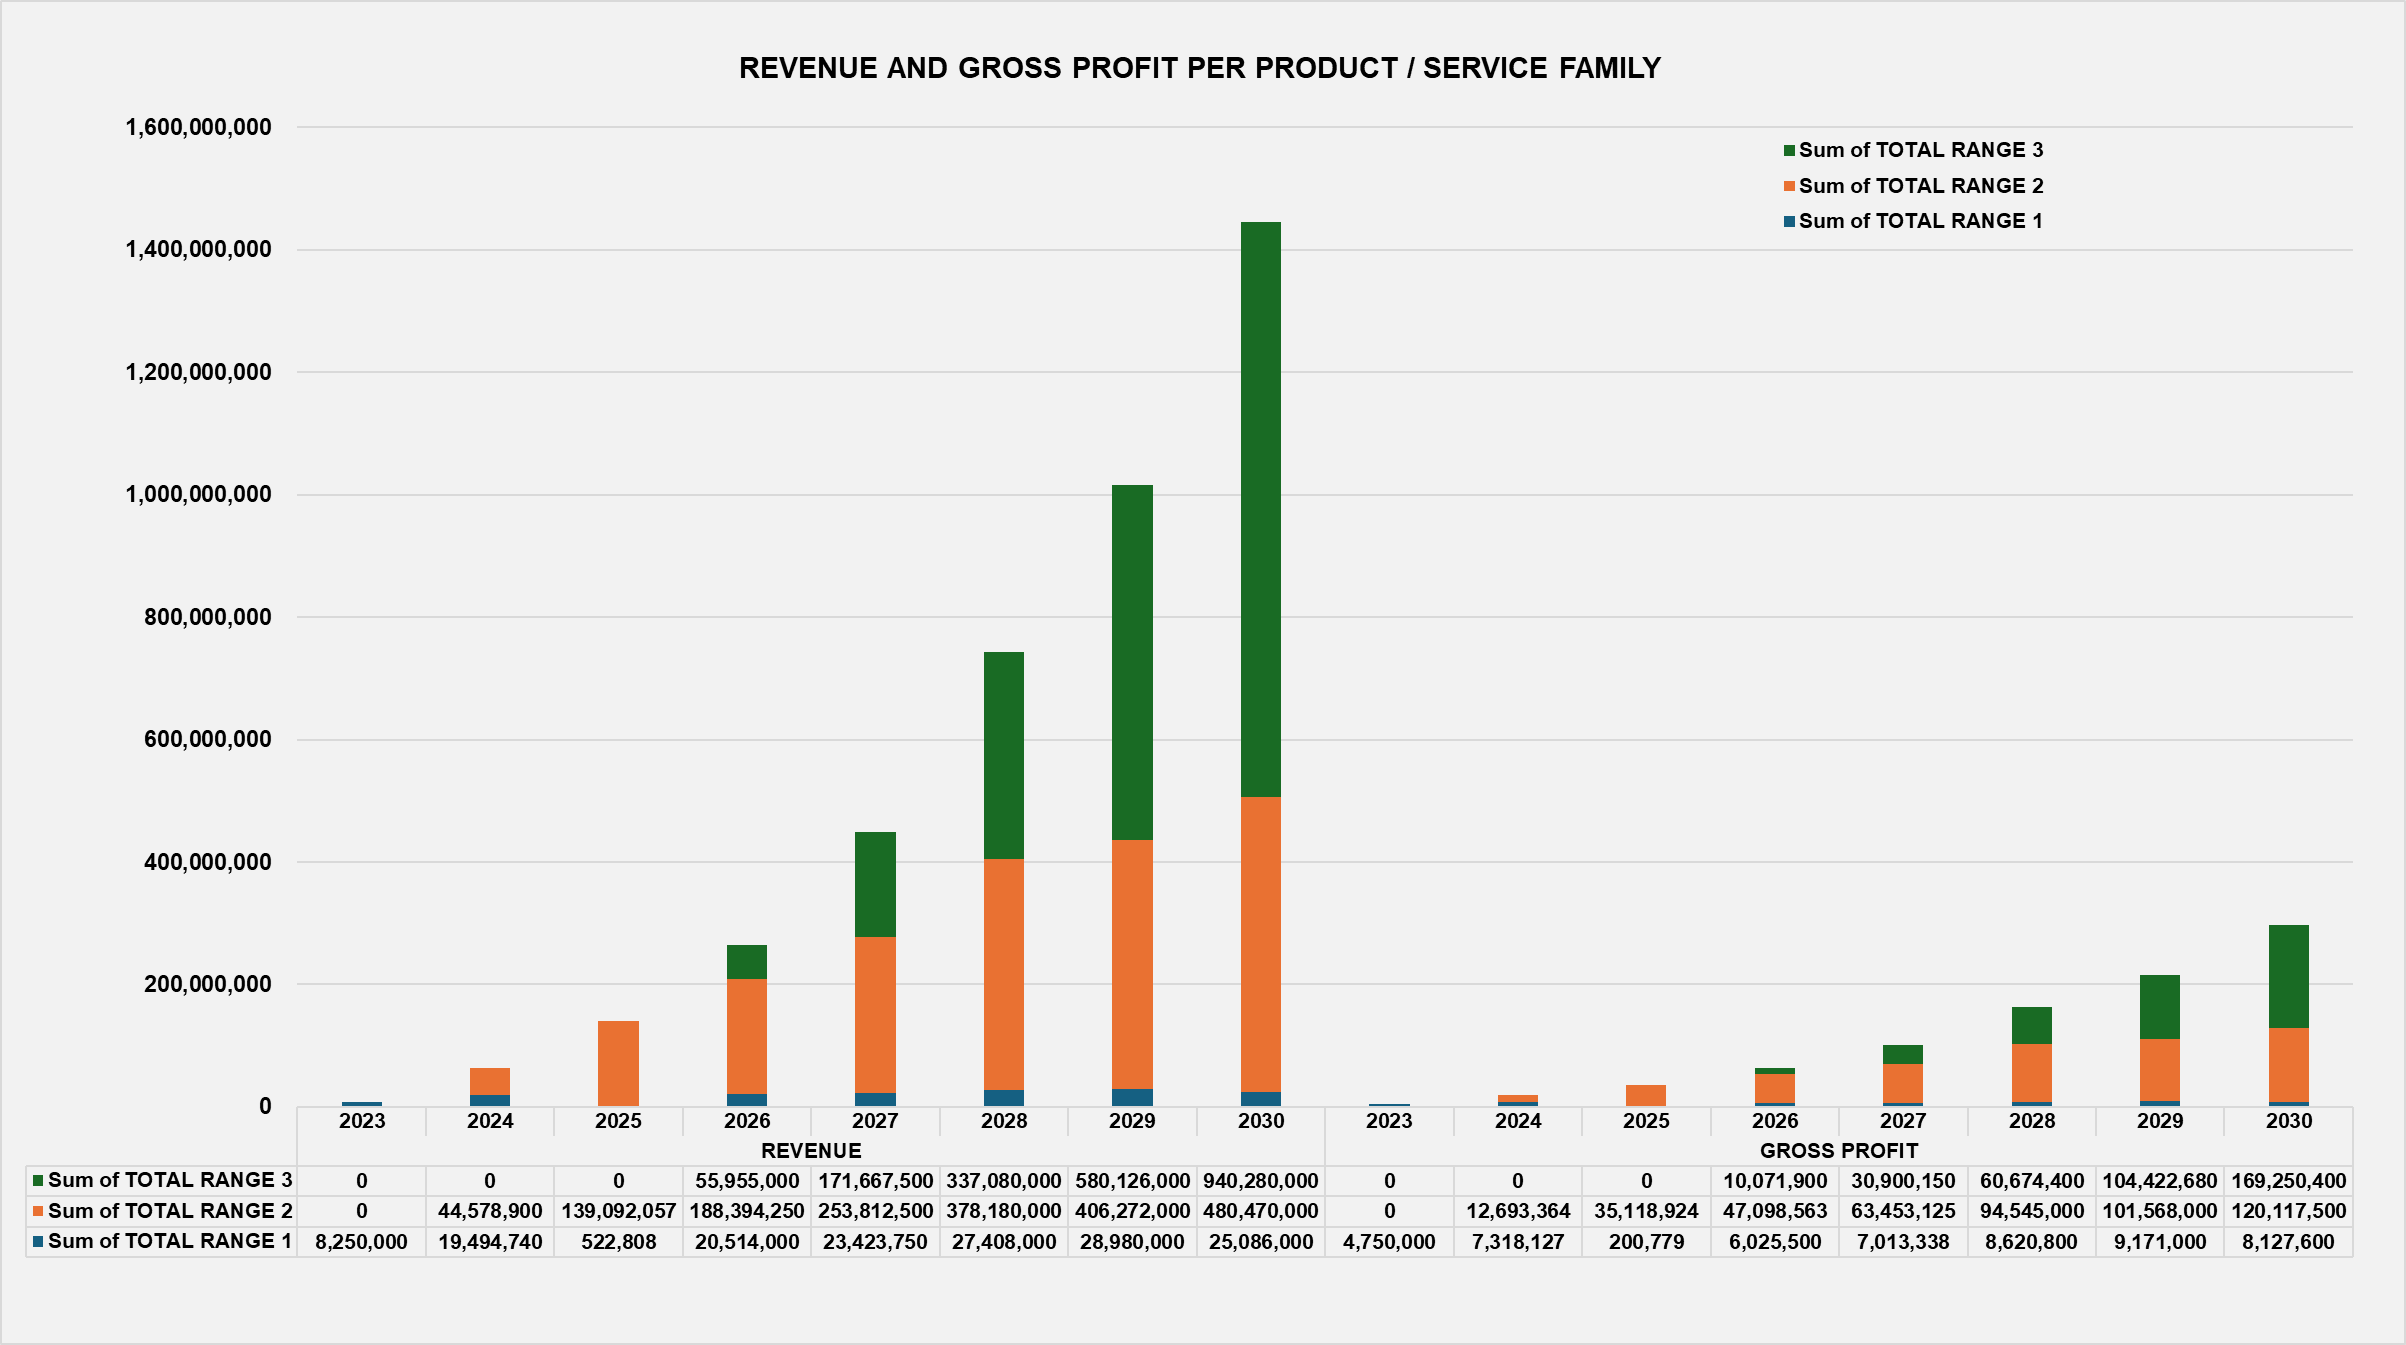 REVENUE AND GROSS PROFIT PER PRODUCT / SERVICE FAMILY
1,600,000,000
1,400,000,000
1,200,000,000
1,000,000,000
800,000,000
600,000,000
400,000,000
200,000,000
0
Sum of TOTAL RANGE 3
Sum of TOTAL RANGE 2
Sum of TOTAL RANGE 1
2023 2024 2025 2026 2027 2028 2029 2030 2023 2024 2025 2026 2027 2028 2029 2030
REVENUE GROSS PROFIT
Sum of TOTAL RANGE 3 0 0 0 55,955,000 171,667,500 337,080,000 580,126,000 940,280,000 0 0 0 10,071,900 30,900,150 60,674,400 104,422,680 169,250,400
Sum of TOTAL RANGE 2 0 44,578,900 139,092,057 188,394,250 253,812,500 378,180,000 406,272,000 480,470,000 0 12,693,364 35,118,924 47,098,563 63,453,125 94,545,000 101,568,000 120,117,500
Sum of TOTAL RANGE 1 8,250,000 19,494,740 522,808 20,514,000 23,423,750 27,408,000 28,980,000 25,086,000 4,750,000 7,318,127 200,779 6,025,500 7,013,338 8,620,800 9,171,000 8,127,600